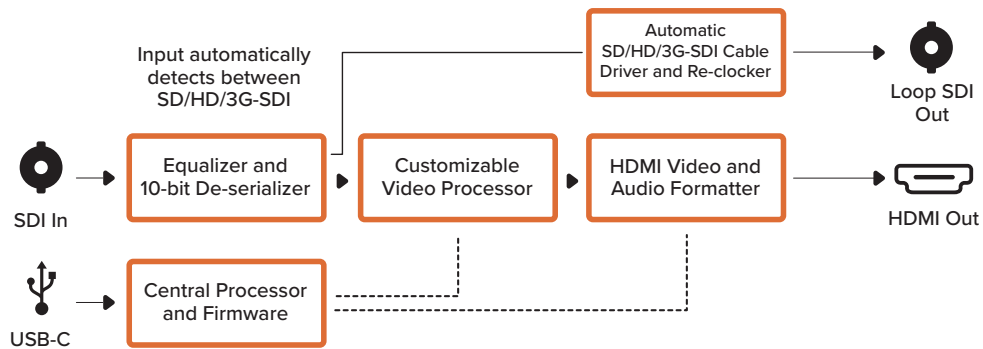 Input automatically
detects between
SD/HD/3G-SDI
Automatic
SD/HD/3G-SDI Cable
Driver and Re-clocker
Loop SDI
Out
SDI In
Equalizer and
10-bit De-serializer
Customizable
Video Processor
HDMI Video and
Audio Formatter
HDMI Out
USB-C
Central Processor
and Firmware